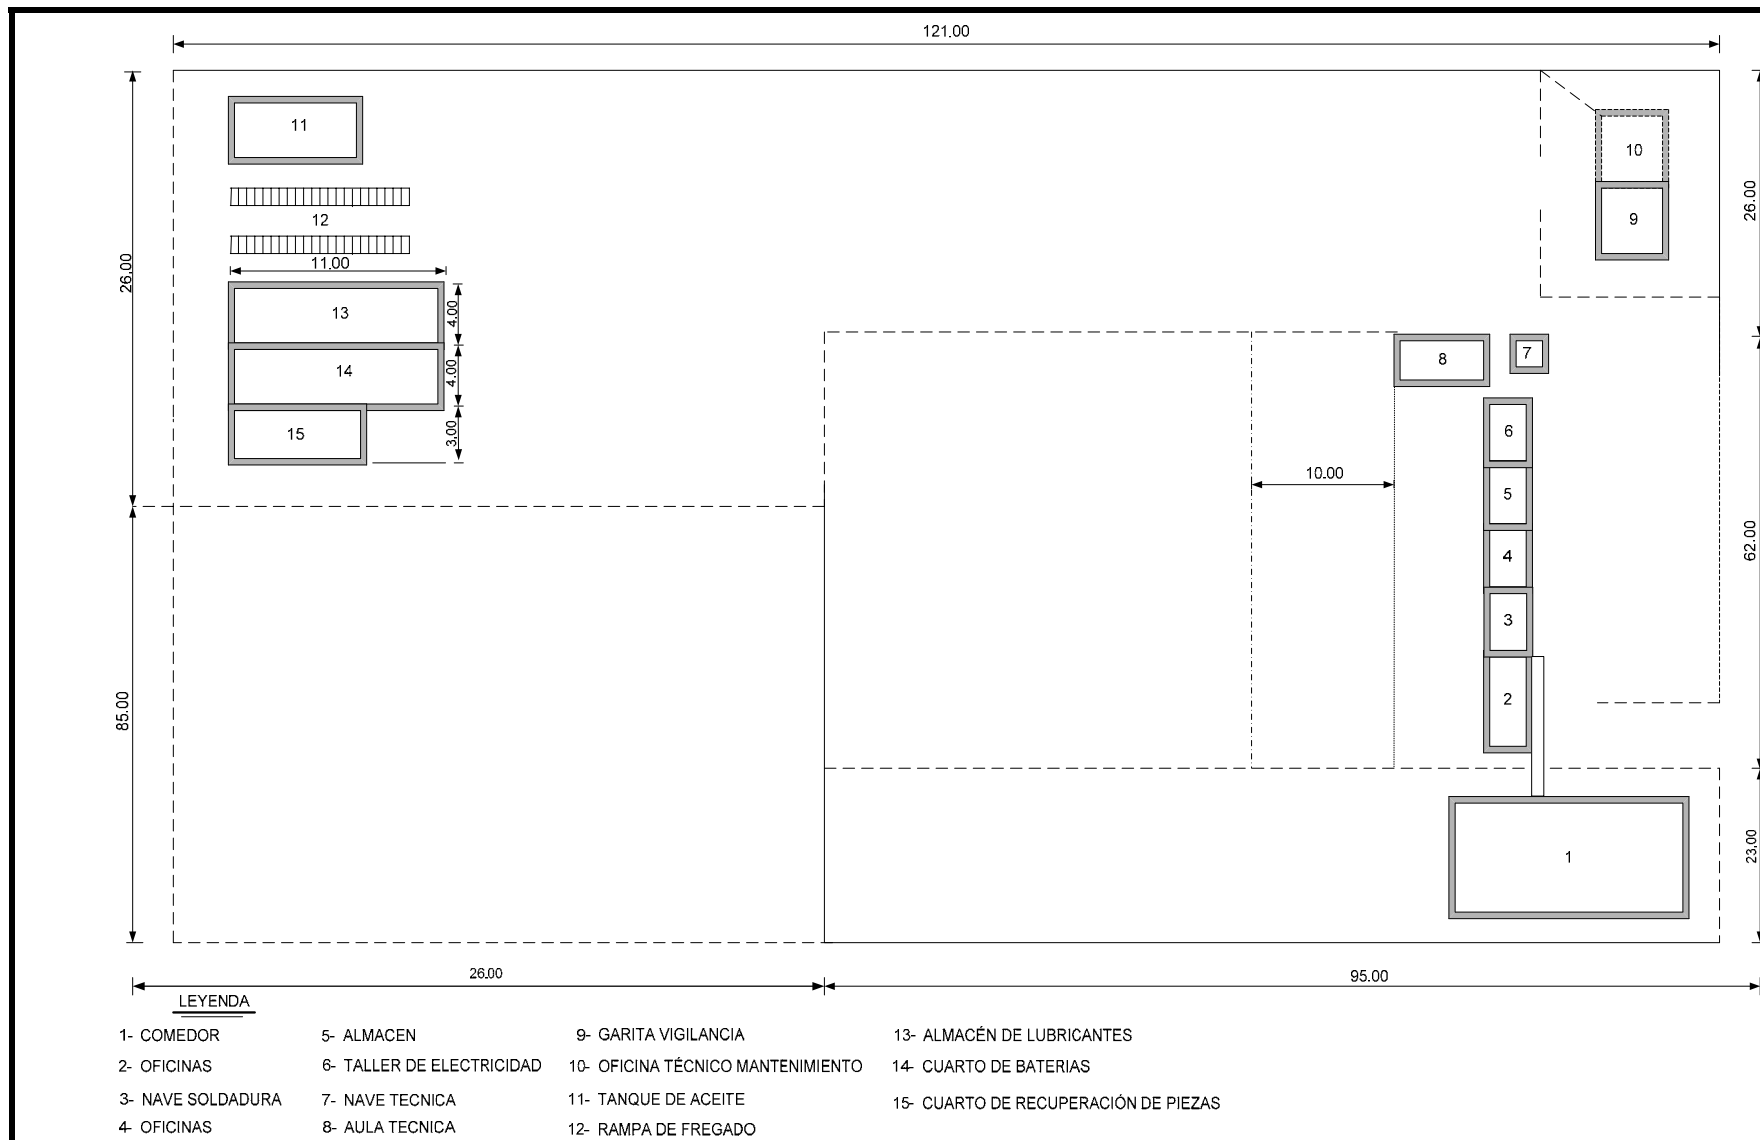 121.00
11
10
26.00
12
9
26.00
11.00
13
4.00
8
7
14
4.00
15
3.00
6
10.00
5
4
62.00
3
85.00
2
23.00
1
26.00
95.00
LEYENDA
1- COMEDOR
2- OFICINAS
3- NAVE SOLDADURA
4- OFICINAS
5- ALMACEN
6- TALLER DE ELECTRICIDAD
7- NAVE TECNICA
8- AULA TECNICA
9- GARITA VIGILANCIA
10- OFICINA TÉCNICO MANTENIMIENTO
11- TANQUE DE ACEITE
12- RAMPA DE FREGADO
13- ALMACÉN DE LUBRICANTES
14- CUARTO DE BATERIAS
15- CUARTO DE RECUPERACIÓN DE PIEZAS